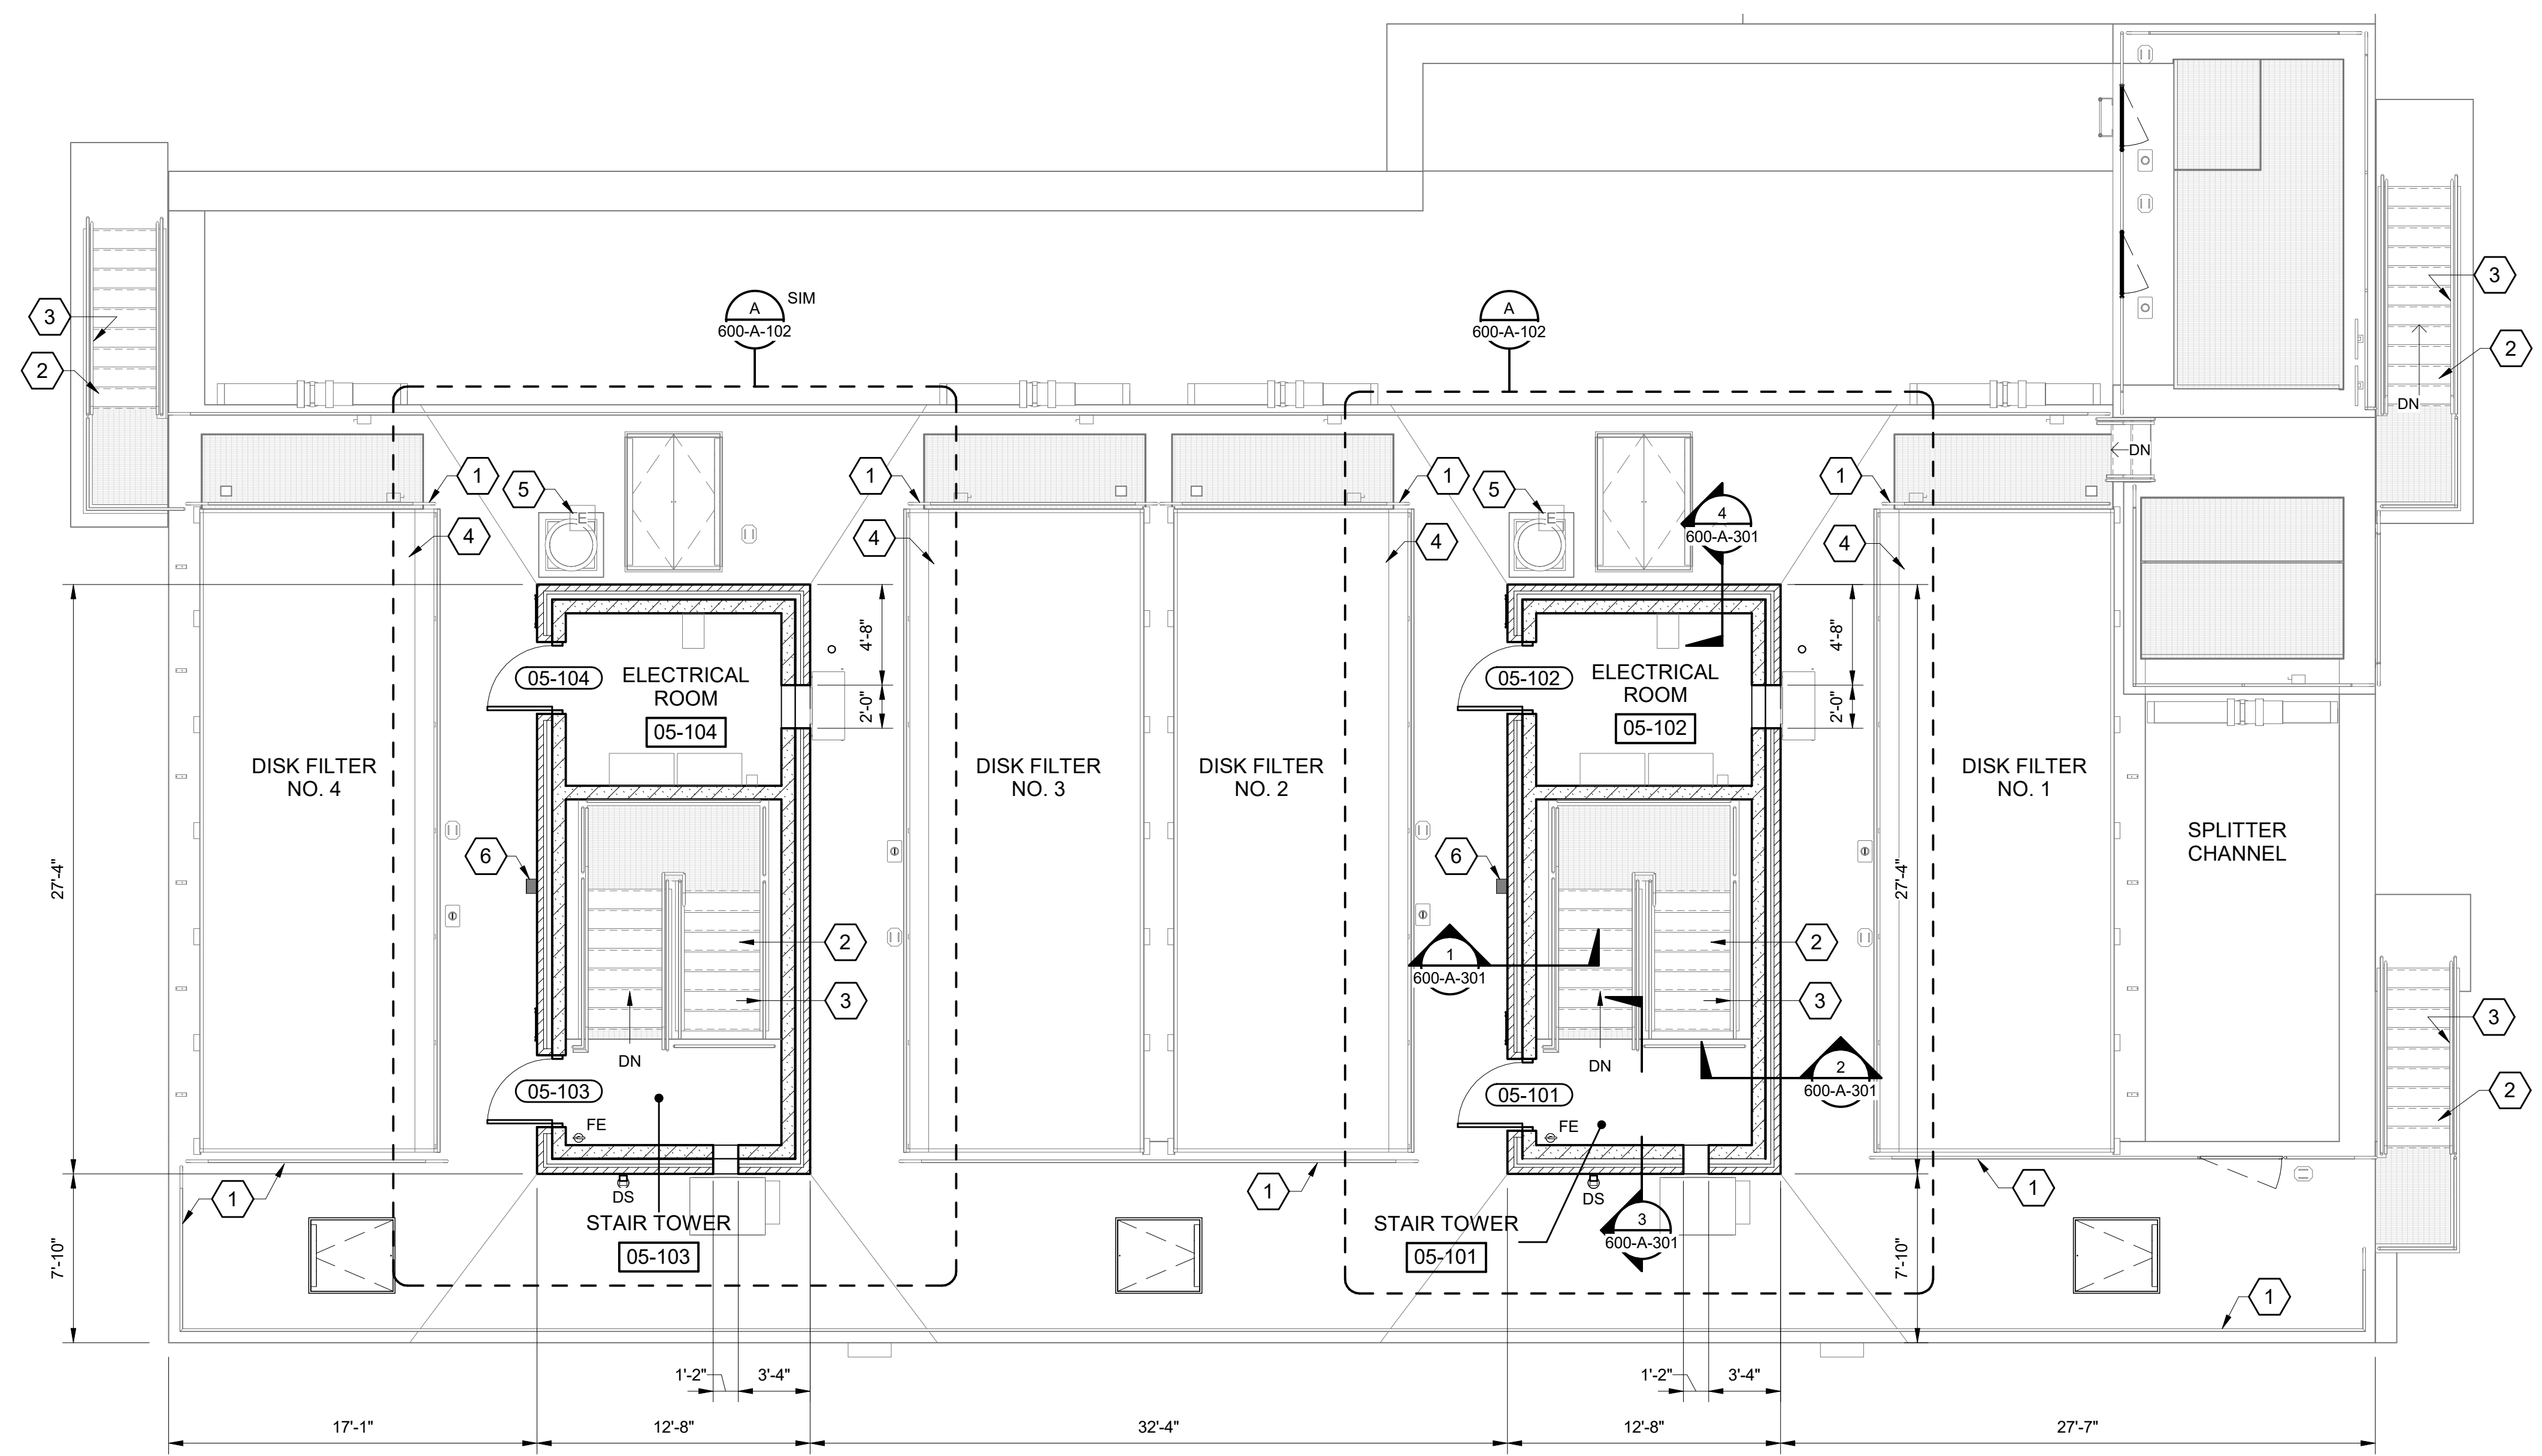 A
SIM
600-A-102
A
600-A-102
3
2
3
2
DN
DN
1
5
E
1
1
5
E
1
4
600-A-301
4
4
4
4
4'-8"
2'-0"
4'-8"
2'-0"
05-104
ELECTRICAL
ROOM
05-104
05-102
ELECTRICAL
ROOM
05-102
DISK FILTER
NO. 4
DISK FILTER
NO. 3
DISK FILTER
NO. 2
DISK FILTER
NO. 1
SPLITTER
CHANNEL
27'-4"
27'-4"
6
6
2
3
2
3
1
600-A-301
3
2
DN
DN
2
600-A-301
05-103
05-101
FE
FE
1
DS
STAIR TOWER
05-103
1
STAIR TOWER
05-101
DS
3
600-A-301
1
1
7'-10"
7'-10"
1'-2"
3'-4"
1'-2"
3'-4"
17'-1"
12'-8"
32'-4"
12'-8"
27'-7"